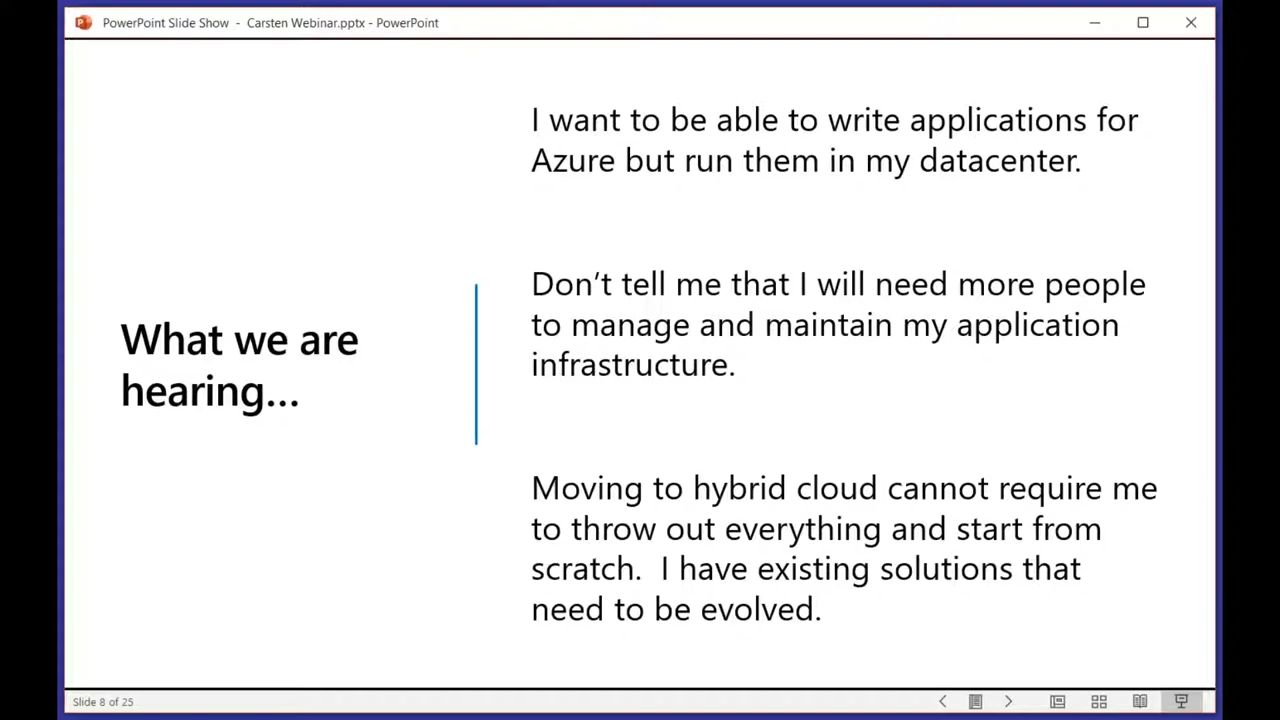 PowerPoint Slide Show - Carsten Webinar.pptx - PowerPoint
What we are
hearing...
I want to be able to write applications for
Azure but run them in my datacenter.
Don't tell me that I will need more people
to manage and maintain my application
infrastructure.
Moving to hybrid cloud cannot require me
to throw out everything and start from
scratch.  I have existing solutions that
need to be evolved.
Slide 8 of 25